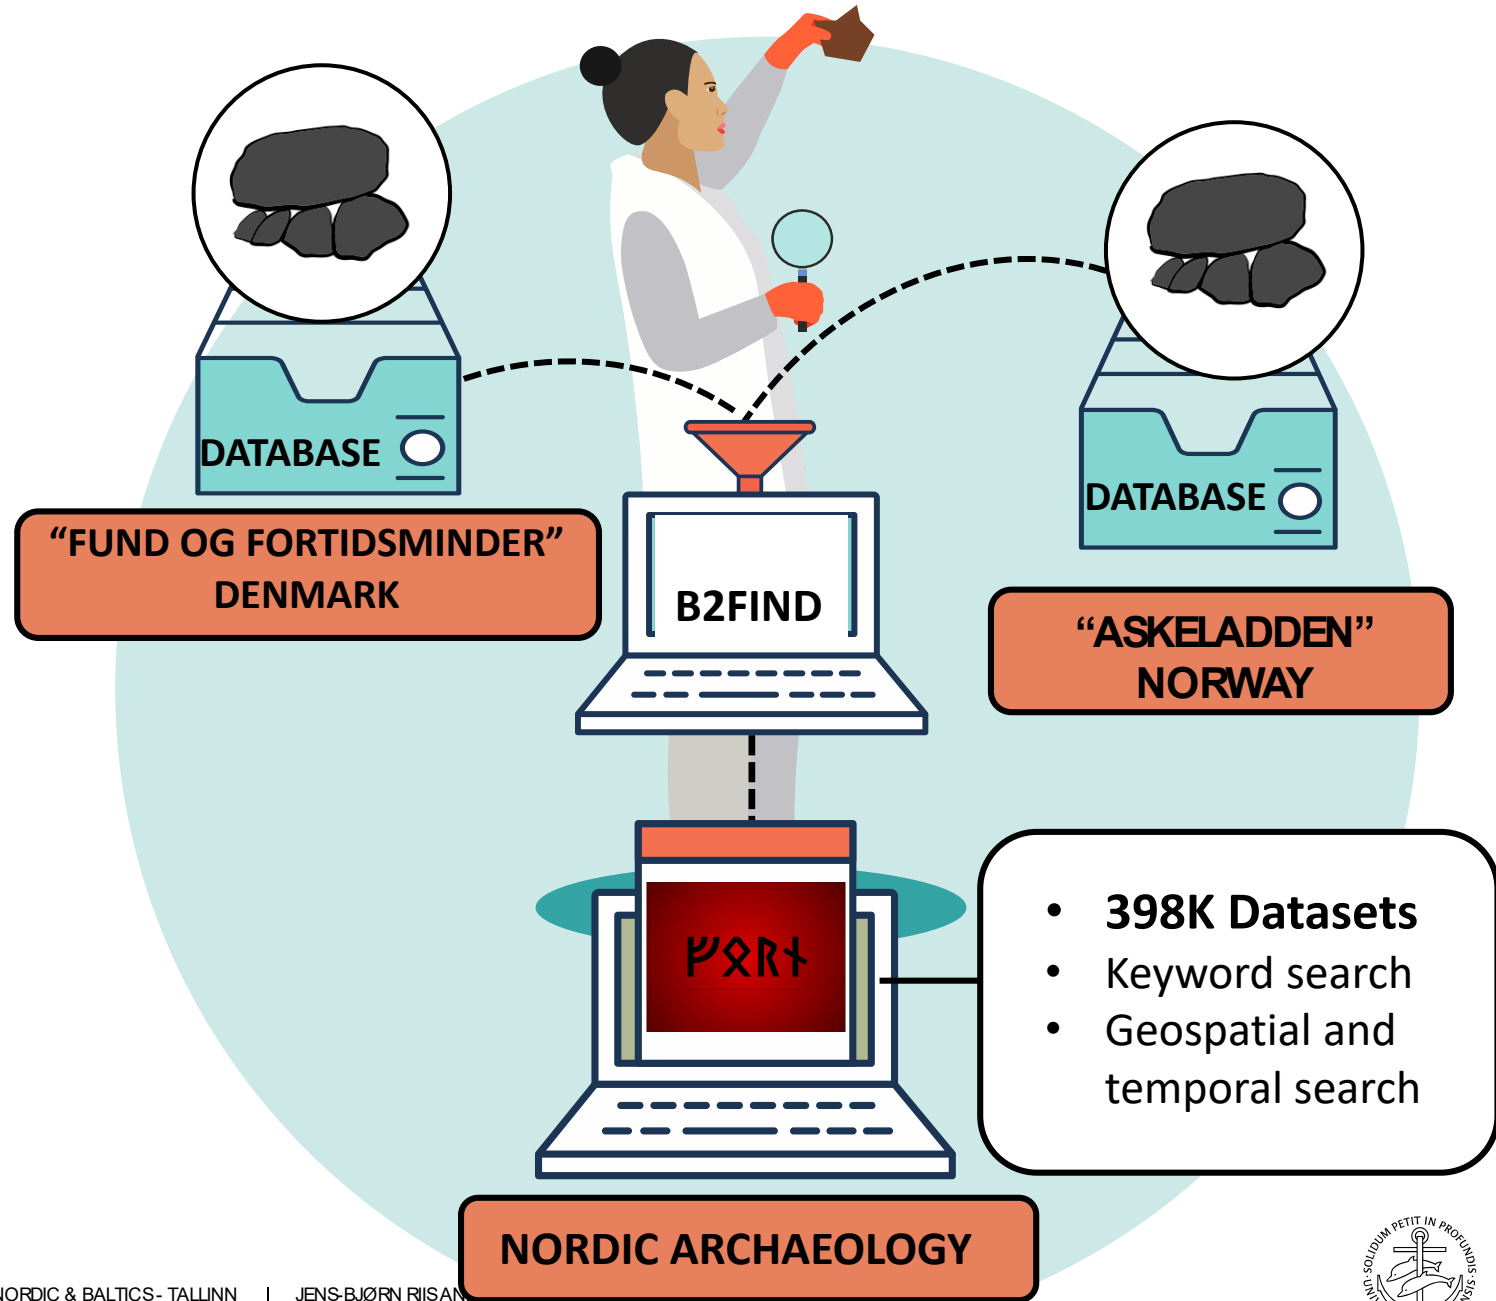 DATABASE
DATABASE
“FUND OG FORTIDSMINDER”
DENMARK
B2FIND
“ASKELADDEN”
NORWAY
ᚠᛟᚱᚾ
• 398K Datasets
• Keyword search
• Geospatial and
temporal search
NORDIC ARCHAEOLOGY
SOLIDUM PETIT IN PROFUNDIS
NORDIC & BALTICS - TALLINN | JENS-BJØRN RIISAN